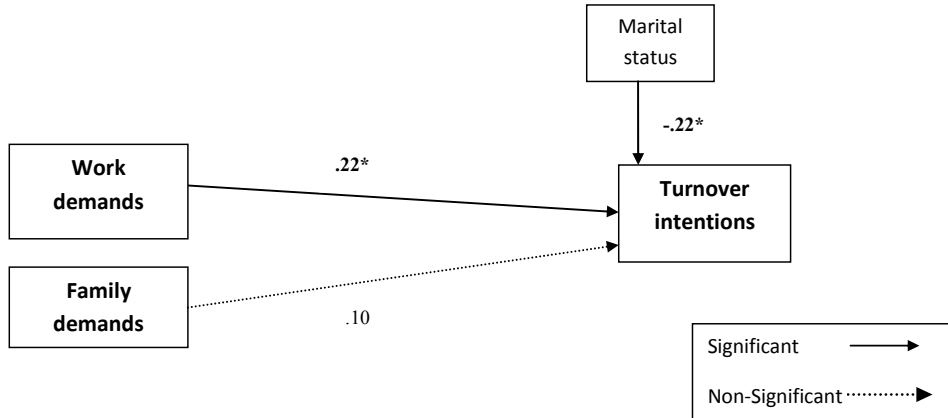 Marital
status
-.22*
Work
demands
.22*
Turnover
intentions
Family
demands
.10
Significant
Non-Significant